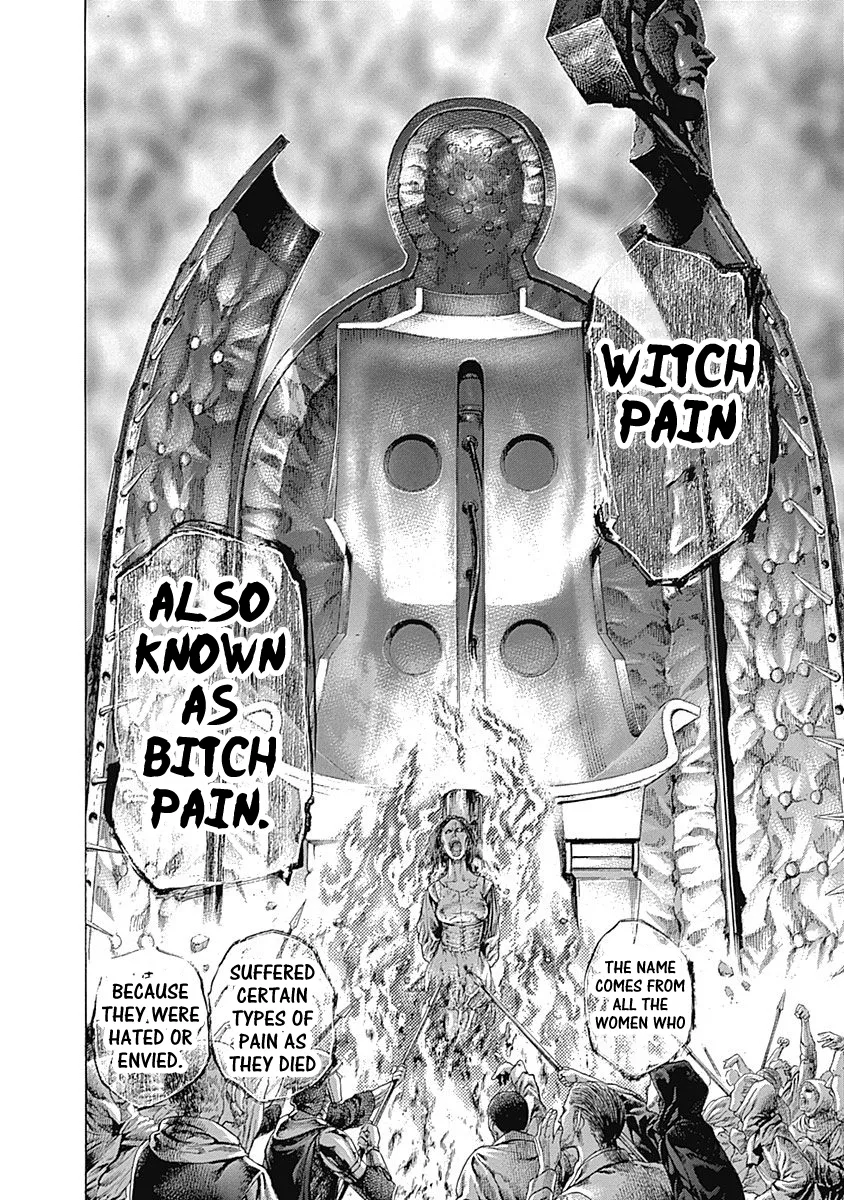 WITCH
PAIN
ALSO
KNOWN
AS
BITCH
PAIN.
THE NAME
COMES FROM
ALL THE
WOMEN WHO
SUFFERED
CERTAIN
TYPES OF
PAIN AS
THEY DIED
BECAUSE
THEY WERE
HATED OR
ENVIED.